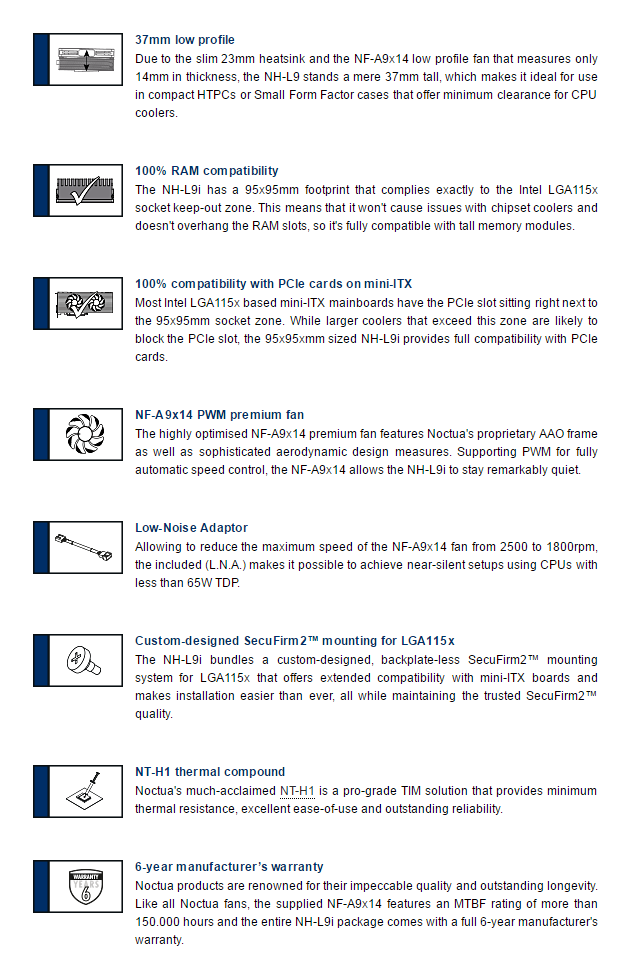 37mm low profile
Due to the slim 23mm heatsink and the NF-A9x14 low profile fan that measures only
14mm in thickness, the NH-L9 stands a mere 37mm tall, which makes it ideal for use
in compact HTPCs or Small Form Factor cases that offer minimum clearance for CPU
coolers.
100% RAM compatibility
The NH-L9i has a 95x95mm footprint that complies exactly to the Intel LGA115x
socket keep-out zone. This means that it won't cause issues with chipset coolers and
doesn't overhang the RAM slots, so it's fully compatible with tall memory modules.
100% compatibility with PCIe cards on mini-ITX
Most Intel LGA115x based mini-ITX mainboards have the PCIe slot sitting right next to
the 95x95mm socket zone. While larger coolers that exceed this zone are likely to
block the PCIe slot, the 95x95xmm sized NH-L9i provides full compatibility with PCIe
cards.
NF-A9x14 PWM premium fan
The highly optimised NF-A9x14 premium fan features Noctua's proprietary AAO frame
as well as sophisticated aerodynamic design measures. Supporting PWM for fully
automatic speed control, the NF-A9x14 allows the NH-L9i to stay remarkably quiet.
Low-Noise Adaptor
Allowing to reduce the maximum speed of the NF-A9x14 fan from 2500 to 1800rpm,
the included (L.N.A.) makes it possible to achieve near-silent setups using CPUs with
less than 65W TDP.
Custom-designed SecuFirm2™ mounting for LGA115x
The NH-L9i bundles a custom-designed, backplate-less SecuFirm2™ mounting
system for LGA115x that offers extended compatibility with mini-ITX boards and
makes installation easier than ever, all while maintaining the trusted SecuFirm2™
quality.
NT-H1 thermal compound
Noctua's much-acclaimed NT-H1 is a pro-grade TIM solution that provides minimum
thermal resistance, excellent ease-of-use and outstanding reliability.
WARRANTY
YEARS
6
6-year manufacturer's warranty
Noctua products are renowned for their impeccable quality and outstanding longevity.
Like all Noctua fans, the supplied NF-A9x14 features an MTBF rating of more than
150.000 hours and the entire NH-L9i package comes with a full 6-year manufacturer's
warranty.